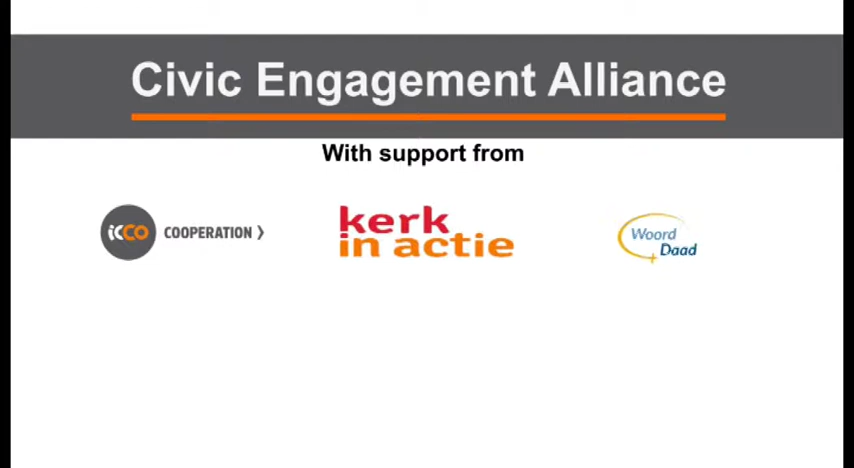 Civic Engagement Alliance
With support from
icco COOPERATION
kerk
in actie
Woord
Daad